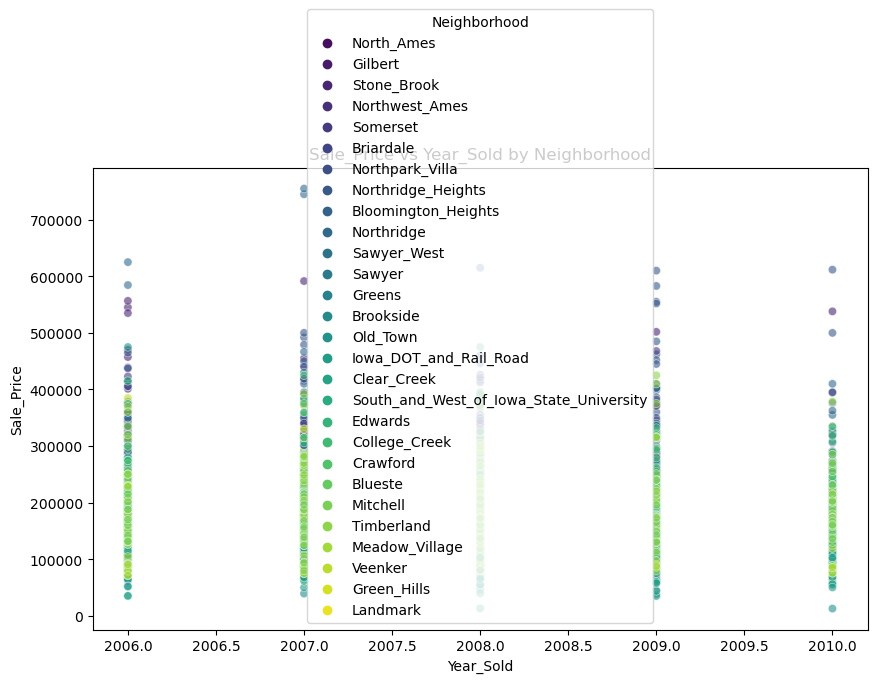 Neighborhood
North_Ames
Gilbert
Stone_Brook
Northwest_Ames
Somerset
Briardale
Northpark_Villa
Northridge_Heights
Bloomington_Heights
Northridge
Sawyer_West
Sawyer
Greens
Brookside
Old_Town
Iowa_DOT_and_Rail_Road
Clear_Creek
South_and_West_of_Iowa_State_University
Edwards
College_Creek
Crawford
Blueste
Mitchell
Timberland
Meadow_Village
Veenker
Green_Hills
Landmark
Sale_Price vs Year_Sold by Neighborhood
Sale_Price
700000
600000
500000
400000
300000
200000
100000
0
2006.0 2006.5 2007.0 2007.5 2008.0 2008.5 2009.0 2009.5 2010.0
Year_Sold